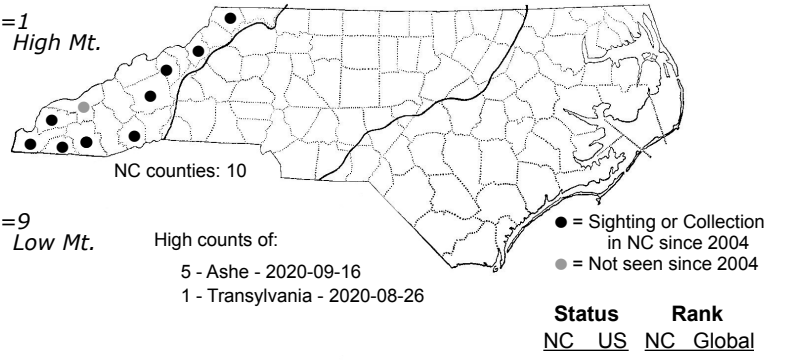 =1
High Mt.
NC counties: 10
=9
Low Mt.
High counts of:
5 - Ashe - 2020-09-16
1 - Transylvania - 2020-08-26
= Sighting or Collection
in NC since 2004
= Not seen since 2004
Status Rank
NC US NC Global